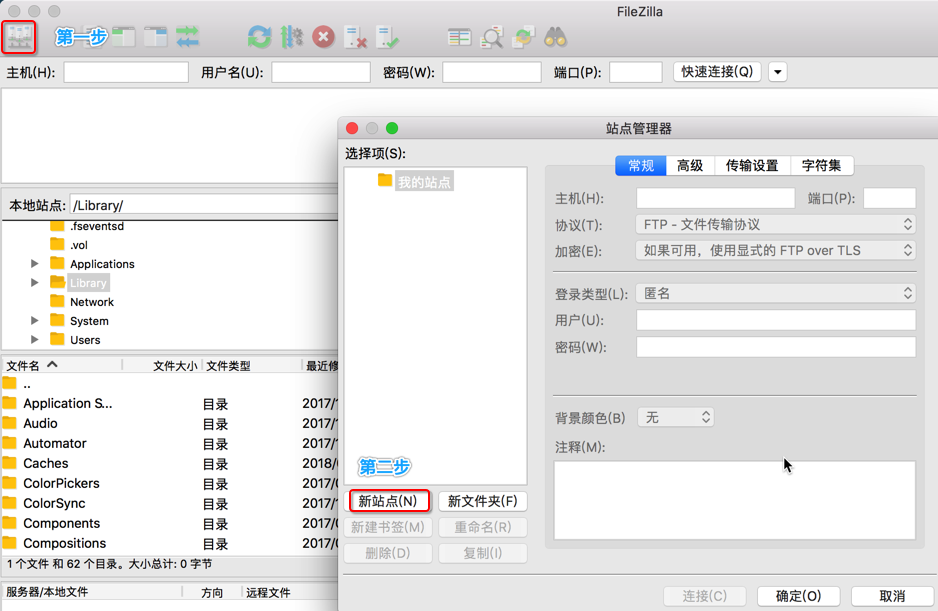 FileZilla
第一步
主机(H): 用户名(U): 密码(W): 端口(P): 快速连接(Q)
站点管理器
选择项(S):
我的站点
第二步
新站点(N) 新文件夹(F)
新建书签(M) 重命名(R)
删除(D) 复制(I)
常规 高级 传输设置 字符集
主机(H): 端口(P):
协议(T): FTP - 文件传输协议
加密(E): 如果可用，使用显式的 FTP over TLS
登录类型(L): 匿名
用户(U):
密码(W):
背景颜色(B) 无
注释(M):
连接(C) 确定(O) 取消
本地站点: /Library/
.fseventsd
.vol
Applications
Library
Network
System
Users
文件名 文件大小 文件类型 最近修
..
Application S... 目录 2017/
Audio 目录 2017/
Automator 目录 2017/
Caches 目录 2018/
ColorPickers 目录 2017/
ColorSync 目录 2017/
Components 目录 2017/
Compositions 目录 2017/
1 个文件 和 62 个目录。大小总计: 0 字节
服务器/本地文件 方向 远程文件